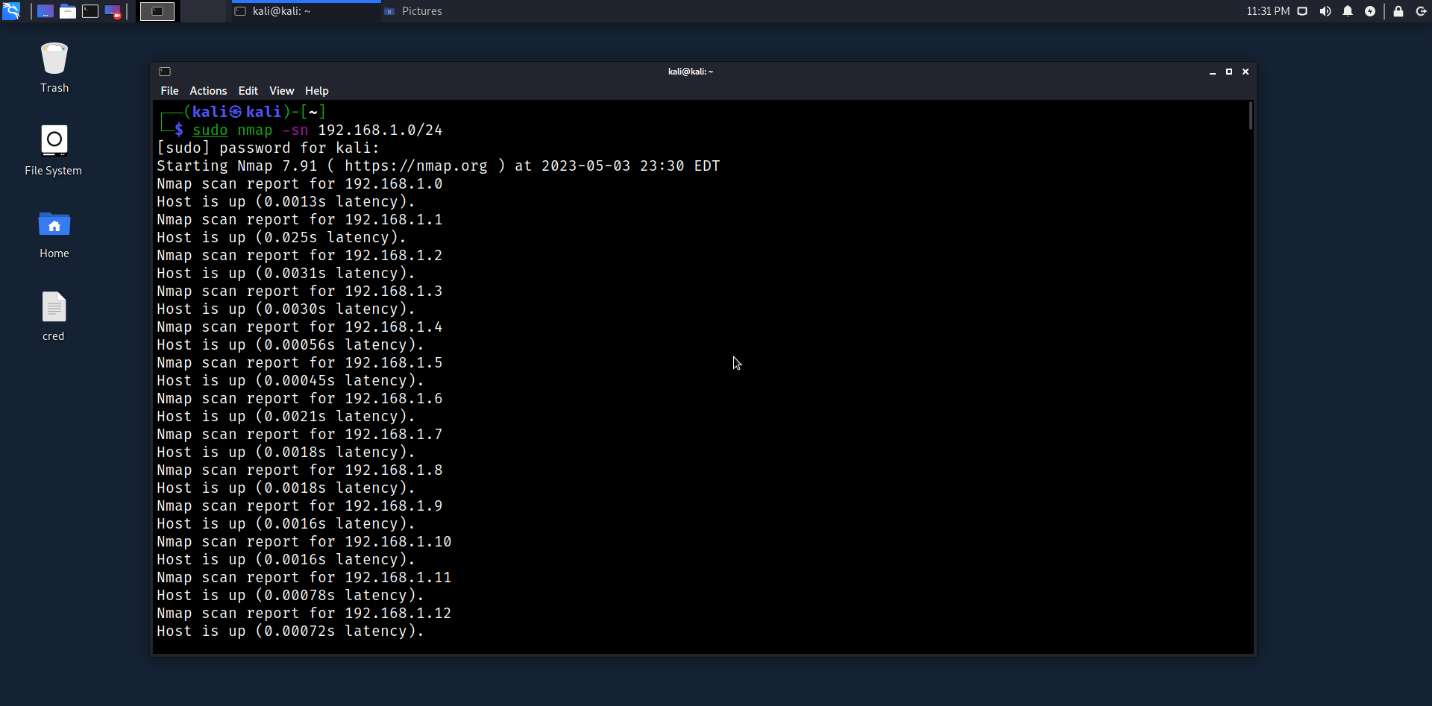 kali@kali: ~
Pictures
11:31 PM
Trash
File System
Home
cred
kali@kali: ~
File Actions Edit View Help
(kali㉿kali)-[~]
$ sudo nmap -sn 192.168.1.0/24
[sudo] password for kali:
Starting Nmap 7.91 ( https://nmap.org ) at 2023-05-03 23:30 EDT
Nmap scan report for 192.168.1.0
Host is up (0.0013s latency).
Nmap scan report for 192.168.1.1
Host is up (0.025s latency).
Nmap scan report for 192.168.1.2
Host is up (0.0031s latency).
Nmap scan report for 192.168.1.3
Host is up (0.0030s latency).
Nmap scan report for 192.168.1.4
Host is up (0.00056s latency).
Nmap scan report for 192.168.1.5
Host is up (0.00045s latency).
Nmap scan report for 192.168.1.6
Host is up (0.0021s latency).
Nmap scan report for 192.168.1.7
Host is up (0.0018s latency).
Nmap scan report for 192.168.1.8
Host is up (0.0018s latency).
Nmap scan report for 192.168.1.9
Host is up (0.0016s latency).
Nmap scan report for 192.168.1.10
Host is up (0.0016s latency).
Nmap scan report for 192.168.1.11
Host is up (0.00078s latency).
Nmap scan report for 192.168.1.12
Host is up (0.00072s latency).